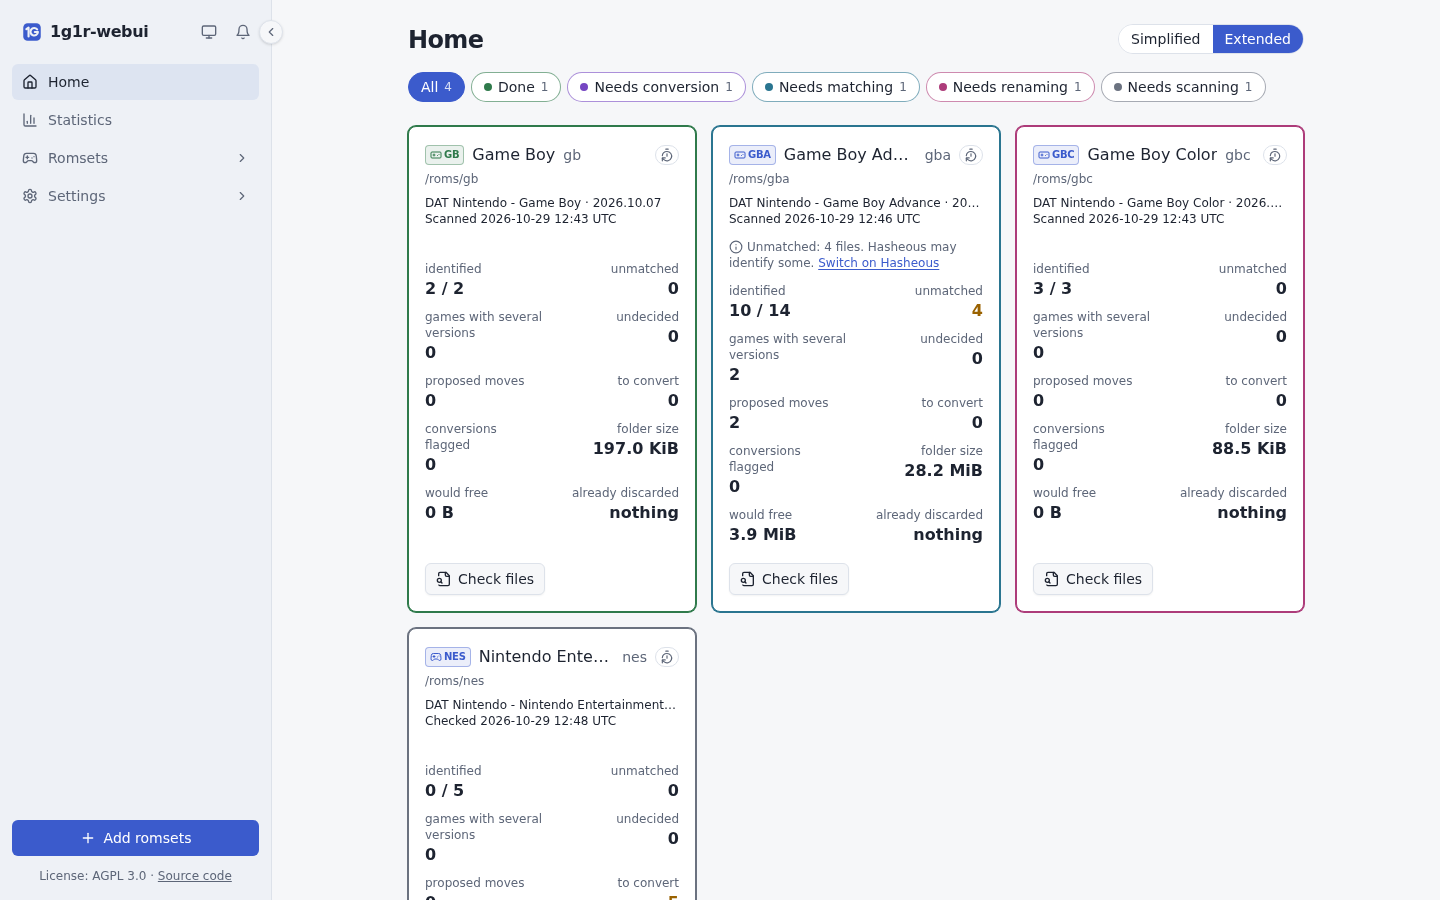 1g1r-webui
Home
Statistics
Romsets
Settings
Add romsets
License: AGPL 3.0 · Source code
Home
Simplified Extended
All 4 Done 1 Needs conversion 1 Needs matching 1 Needs renaming 1 Needs scanning 1
GB Game Boy gb
/roms/gb
DAT Nintendo - Game Boy · 2026.10.07
Scanned 2026-10-29 12:43 UTC
identified unmatched
2 / 2 0
games with several versions undecided
0 0
proposed moves to convert
0 0
conversions flagged folder size
0 197.0 KiB
would free already discarded
0 B nothing
Check files
GBA Game Boy Ad… gba
/roms/gba
DAT Nintendo - Game Boy Advance · 20…
Scanned 2026-10-29 12:46 UTC
Unmatched: 4 files. Hasheous may
identify some. Switch on Hasheous
identified unmatched
10 / 14 4
games with several versions undecided
2 0
proposed moves to convert
2 0
conversions flagged folder size
0 28.2 MiB
would free already discarded
3.9 MiB nothing
Check files
GBC Game Boy Color gbc
/roms/gbc
DAT Nintendo - Game Boy Color · 2026.…
Scanned 2026-10-29 12:43 UTC
identified unmatched
3 / 3 0
games with several versions undecided
0 0
proposed moves to convert
0 0
conversions flagged folder size
0 88.5 KiB
would free already discarded
0 B nothing
Check files
NES Nintendo Ente… nes
/roms/nes
DAT Nintendo - Nintendo Entertainment…
Checked 2026-10-29 12:48 UTC
identified unmatched
0 / 5 0
games with several versions undecided
0 0
proposed moves to convert